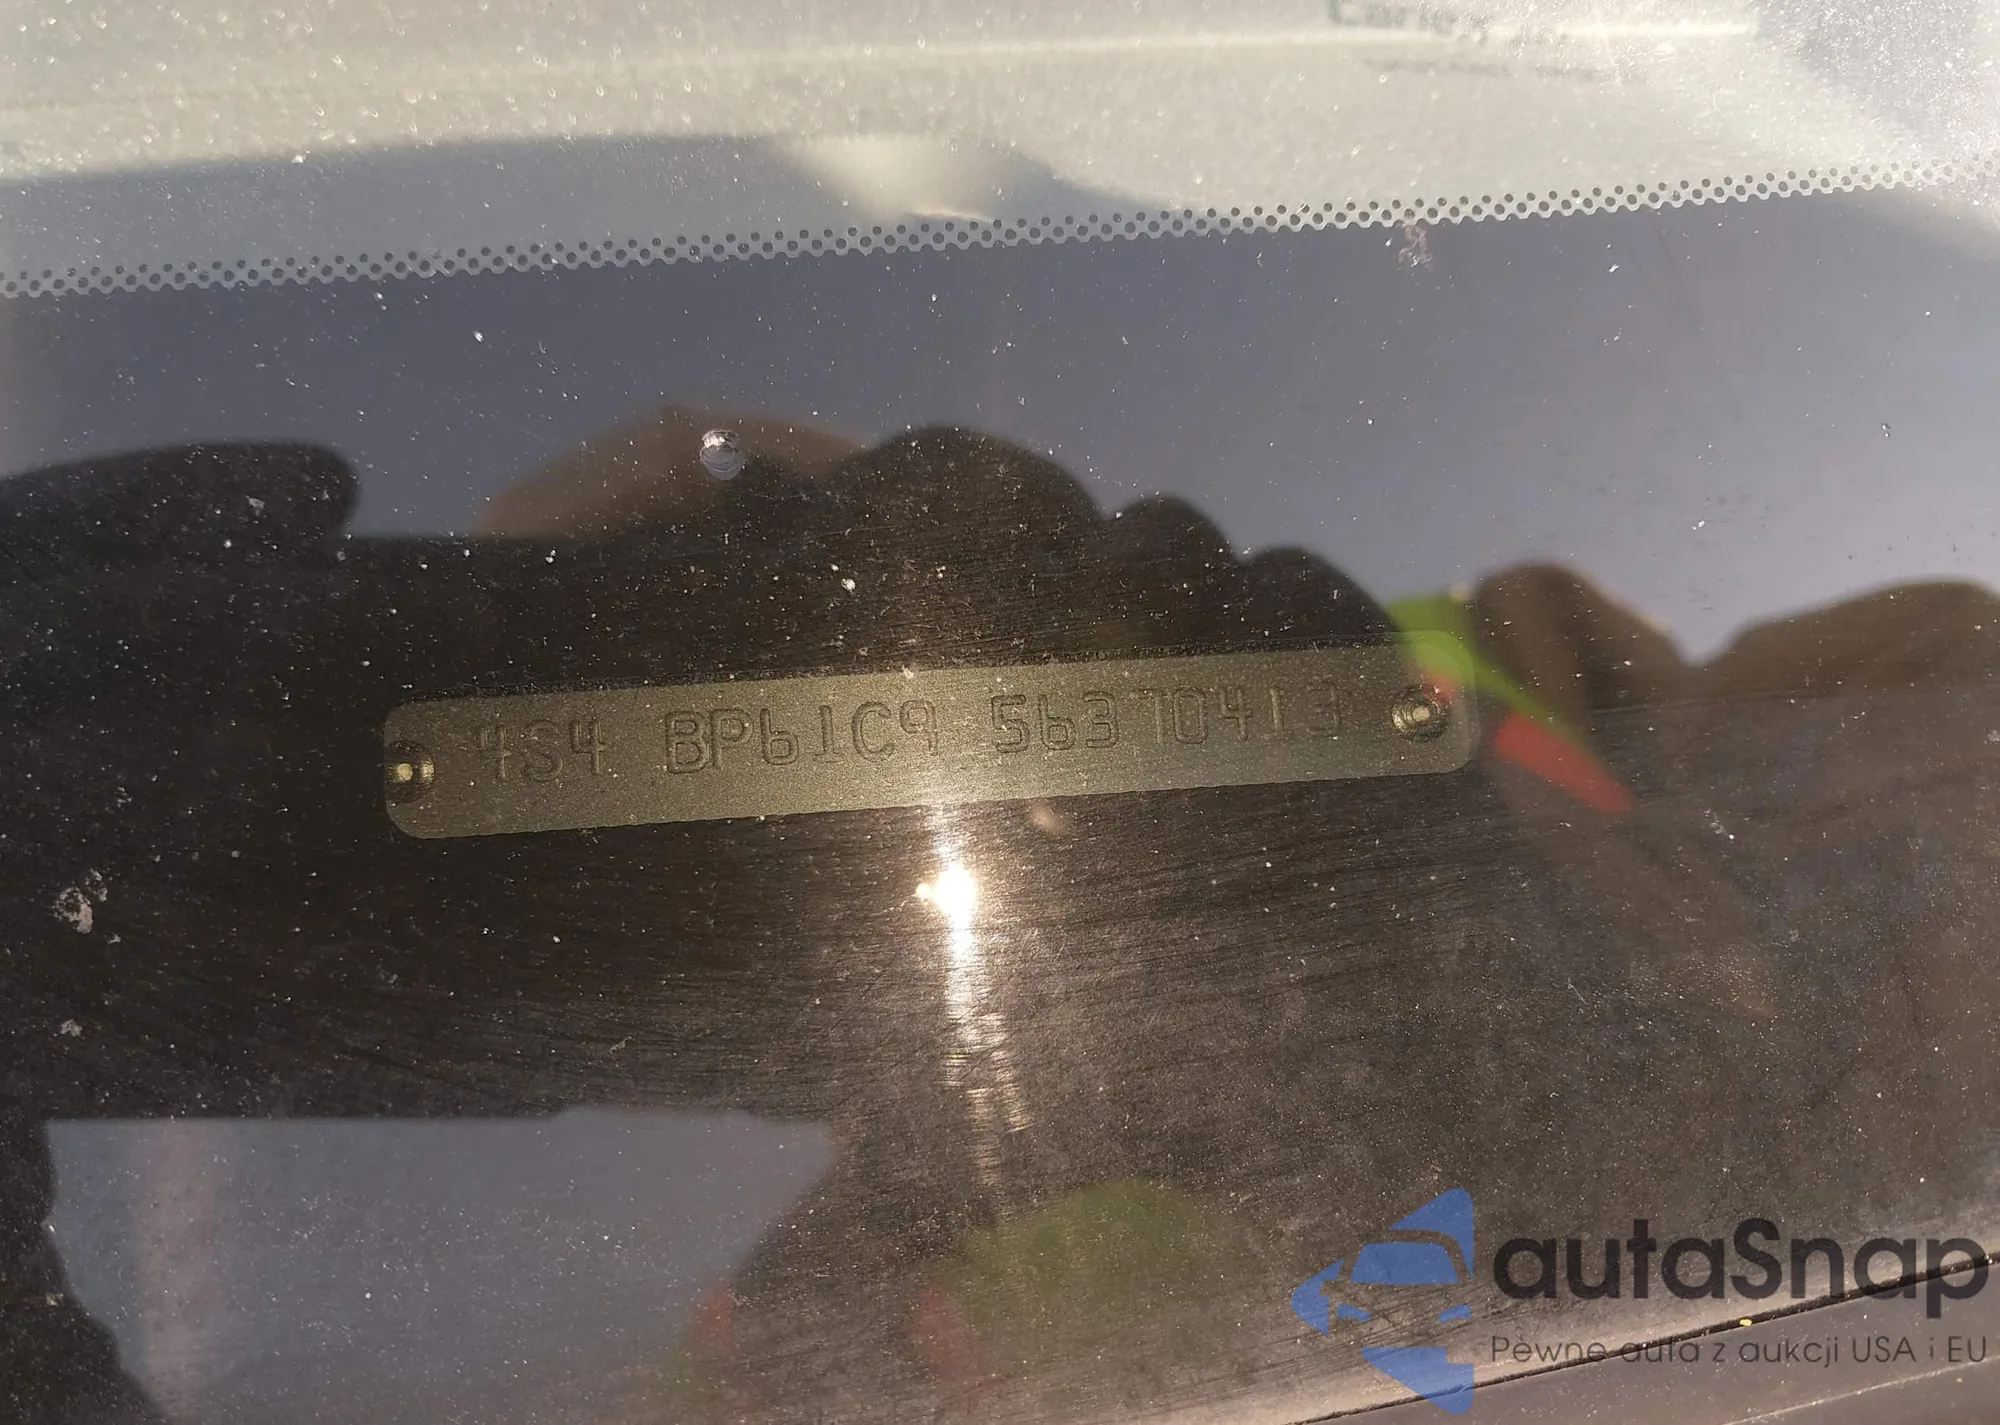 4S4 BP61C9 56370413
autaSnap
Pewne auta z aukcji USA i EU